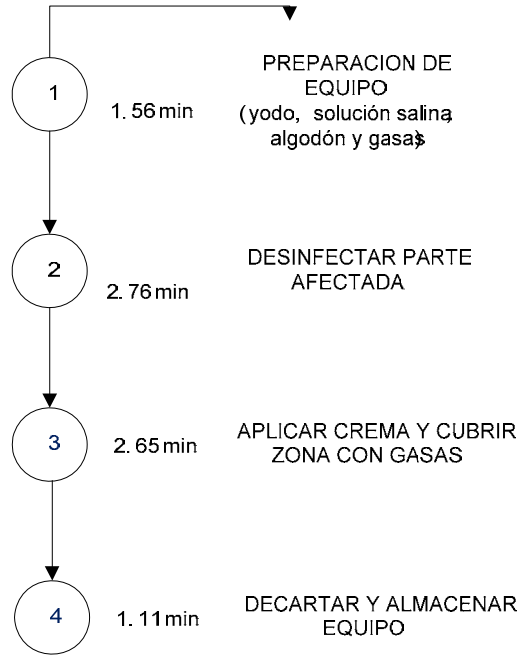 1
1.56 min
PREPARACION DE
EQUIPO
(yodo, solución salina,
algodón y gasas)
2
2.76 min
DESINFECTAR PARTE
AFECTADA
3
2.65 min
APLICAR CREMA Y CUBRIR
ZONA CON GASAS
4
1.11 min
DECARTAR Y ALMACENAR
EQUIPO